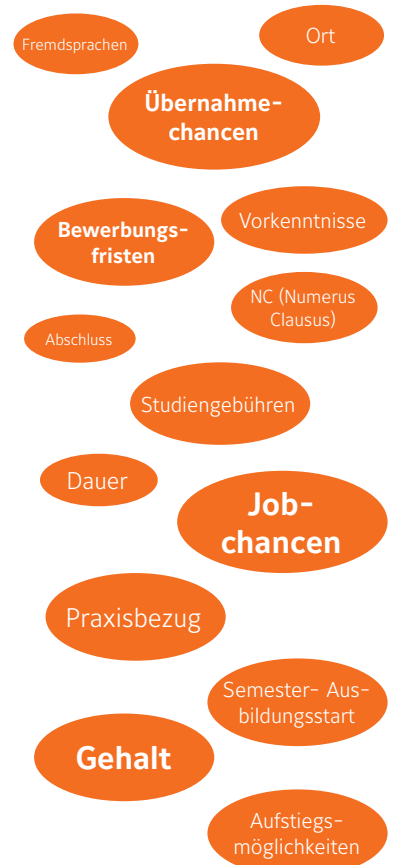 Fremdsprachen
Ort
Übernahme-
chancen
Bewerbungs-
fristen
Vorkenntnisse
NC (Numerus
Clausus)
Abschluss
Studiengebühren
Dauer
Job-
chancen
Praxisbezug
Semester- Aus-
bildungsstart
Gehalt
Aufstiegs-
möglichkeiten